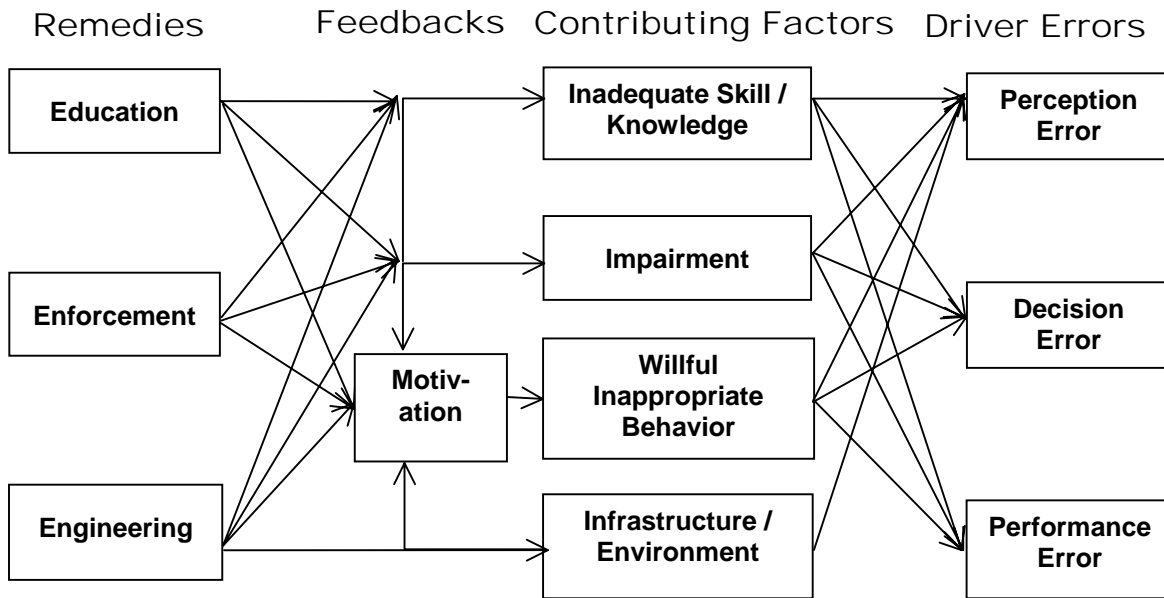 Remedies
Feedbacks
Contributing Factors
Driver Errors
Education
Enforcement
Engineering
Motiv-
ation
Inadequate Skill /
Knowledge
Impairment
Willful
Inappropriate
Behavior
Infrastructure /
Environment
Perception
Error
Decision
Error
Performance
Error